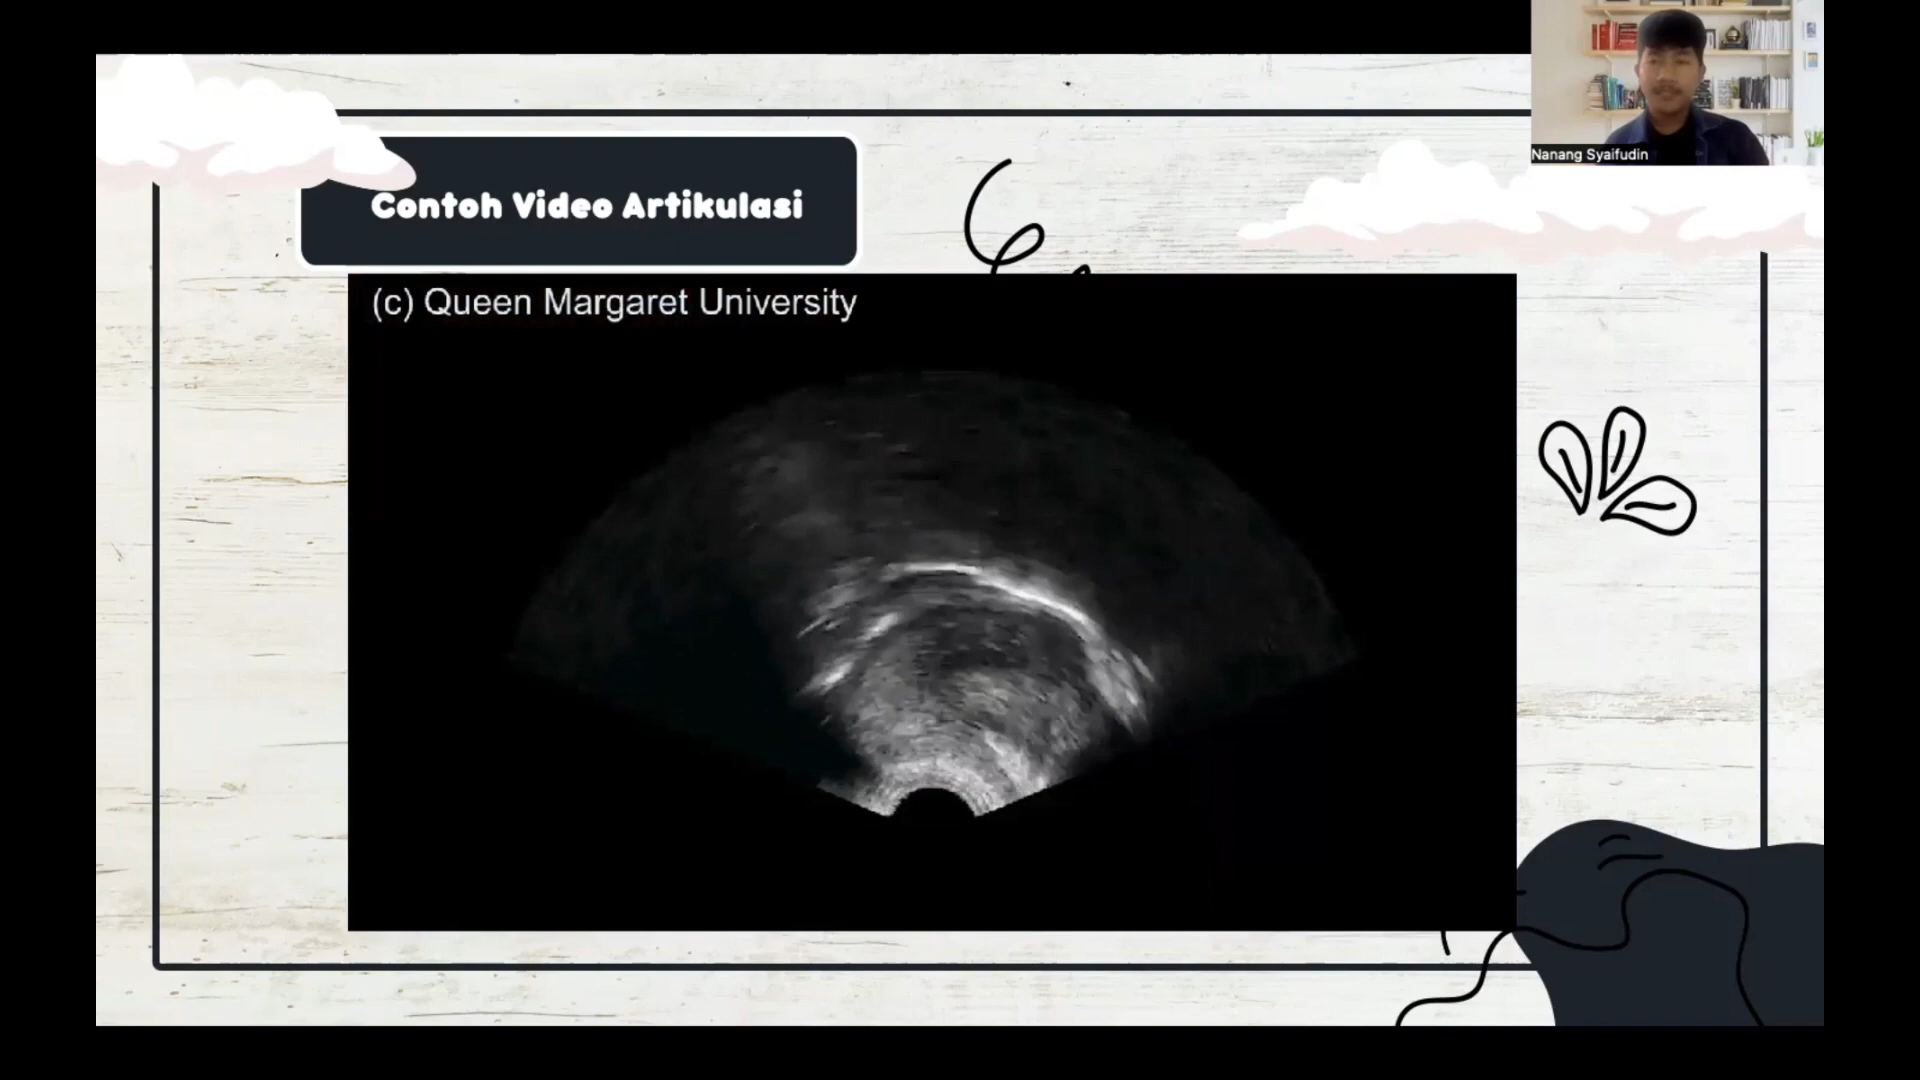 Nanang Syaifudin
Contoh Video Artikulasi
(c) Queen Margaret University